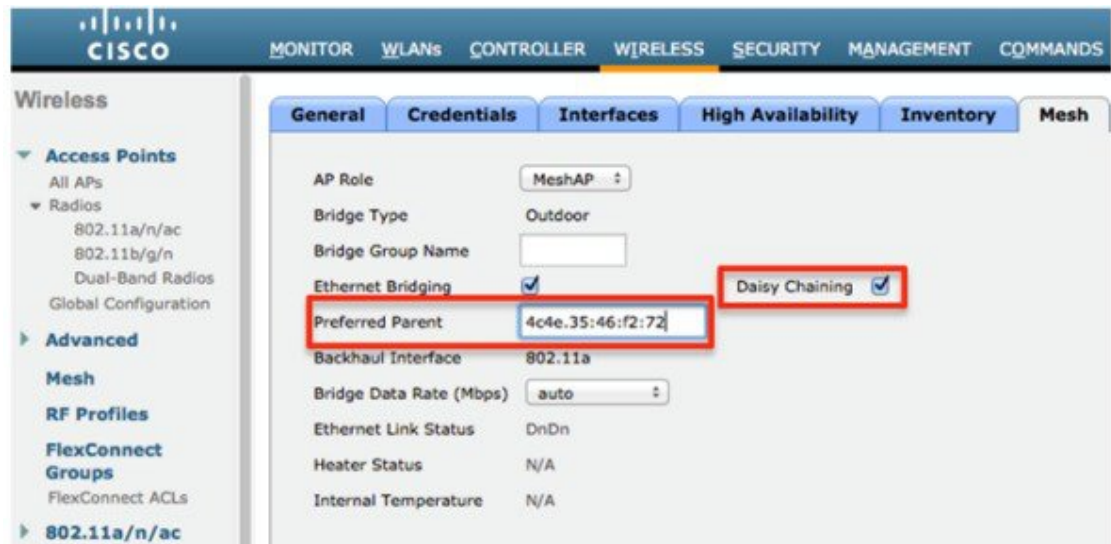 CISCO
MONITOR WLANs CONTROLLER WIRELESS SECURITY MANAGEMENT COMMANDS
Wireless
Access Points
All APs
Radios
802.11a/n/ac
802.11b/g/n
Dual-Band Radios
Global Configuration
Advanced
Mesh
RF Profiles
FlexConnect
Groups
FlexConnect ACLs
802.11a/n/ac
General Credentials Interfaces High Availability Inventory Mesh
AP Role MeshAP
Bridge Type Outdoor
Bridge Group Name
Ethernet Bridging Daisy Chaining
Preferred Parent 4c4e.35:46:f2:72
Backhaul Interface 802.11a
Bridge Data Rate (Mbps) auto
Ethernet Link Status DnDn
Heater Status N/A
Internal Temperature N/A